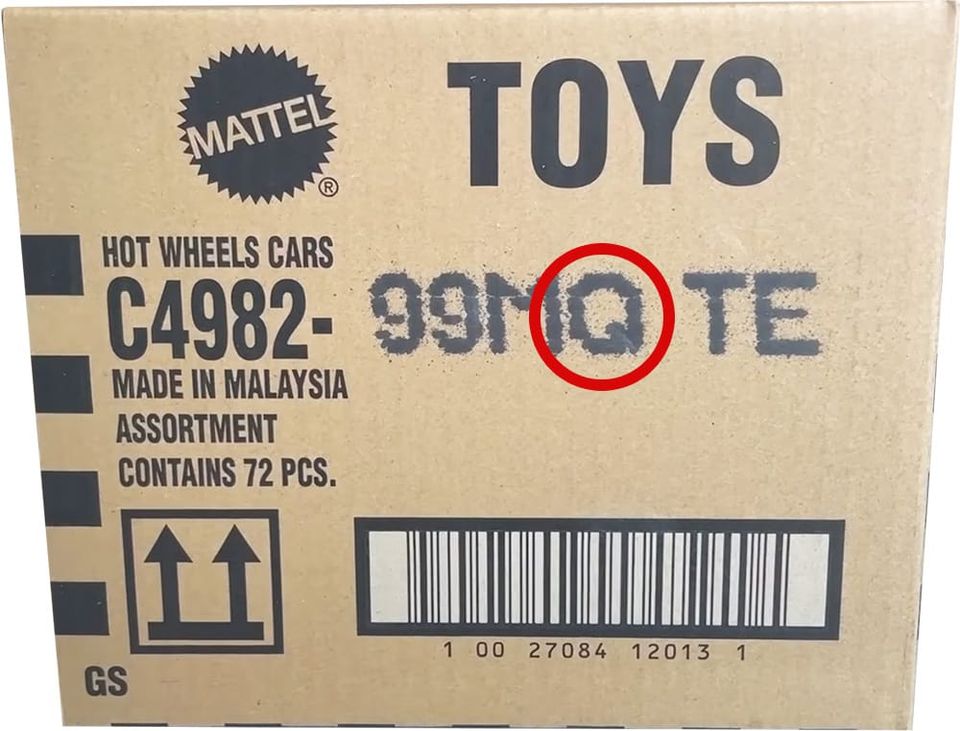 MATTEL®
TOYS
HOT WHEELS CARS
C4982-
99MQ TE
MADE IN MALAYSIA
ASSORTMENT
CONTAINS 72 PCS.
1 00 27084 12013 1
GS